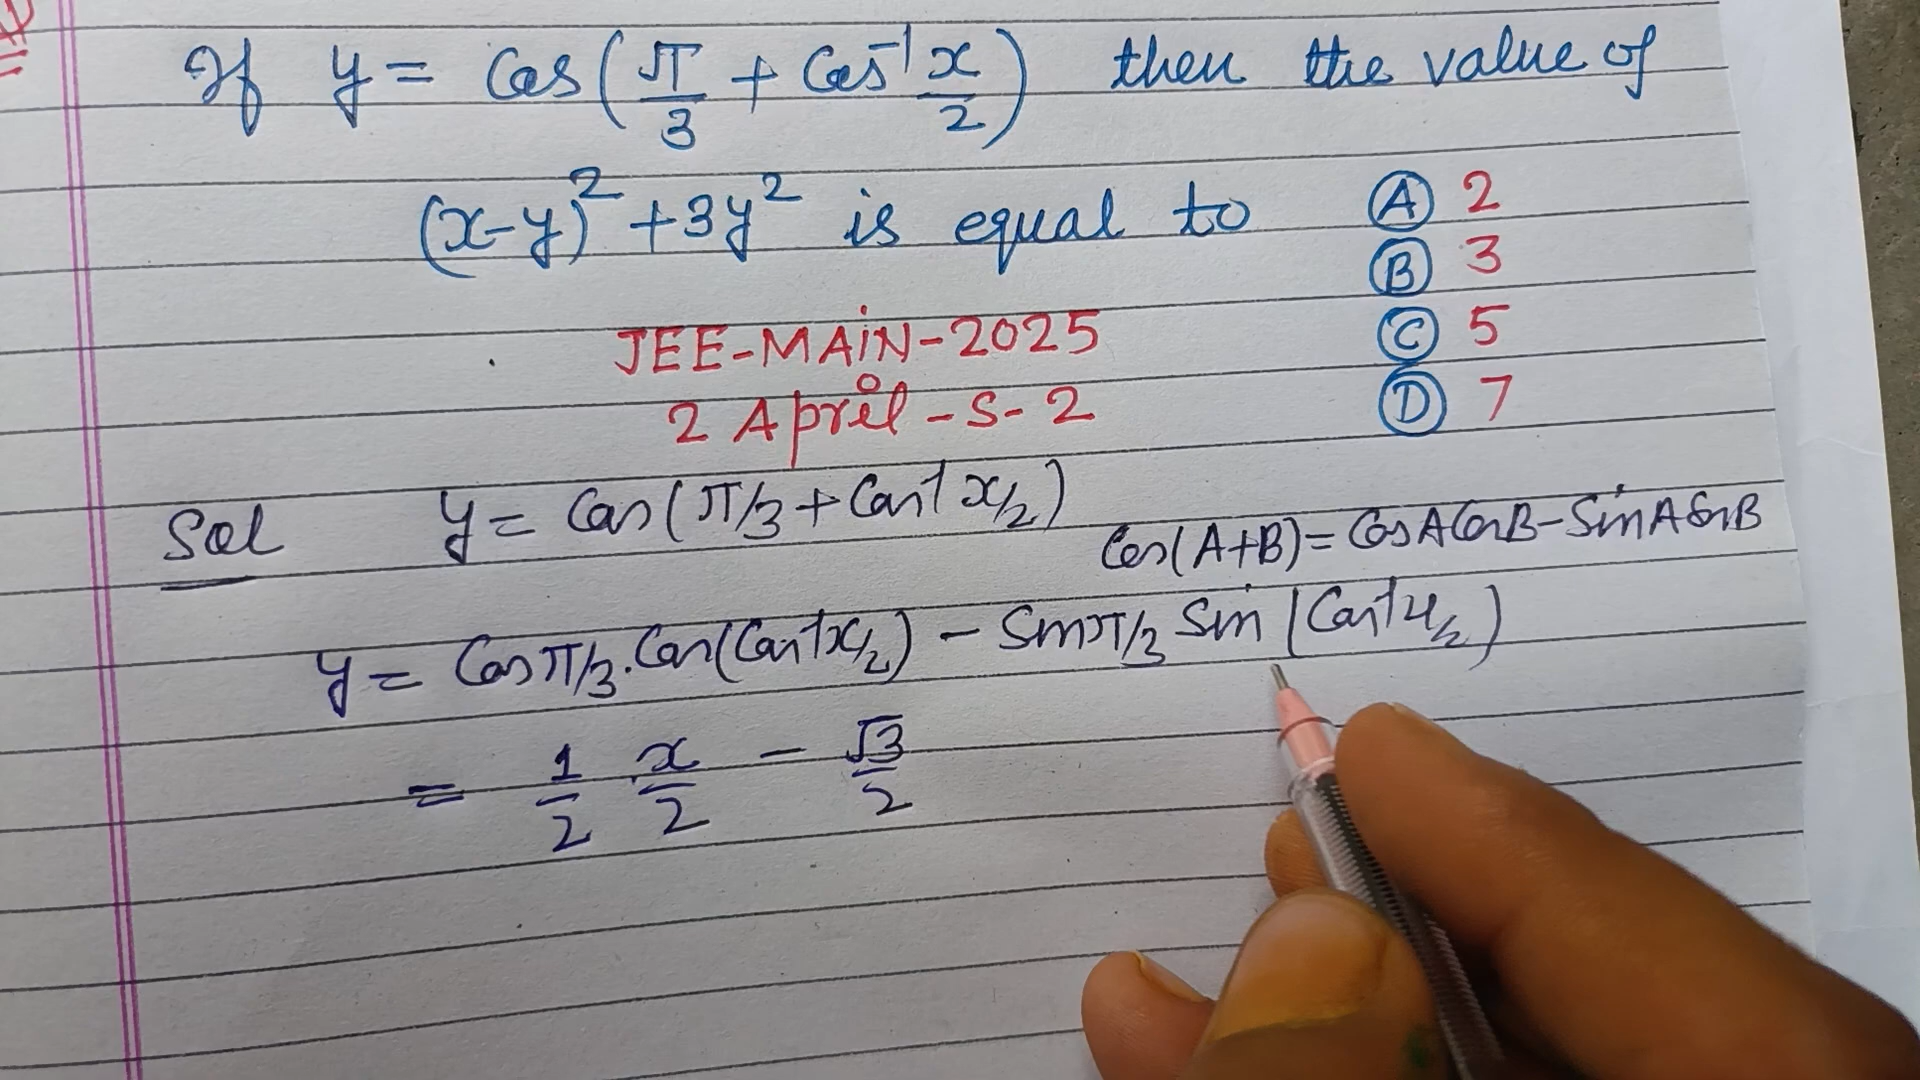 If y = Cos(π/3 + Cos⁻¹ x/2) then the value of
(x-y)² + 3y² is equal to
Ⓐ 2
Ⓑ 3
Ⓒ 5
Ⓓ 7
JEE-MAiN-2025
2 April - S - 2
Sol y = Cos(π/3 + Cos⁻¹ x/2)
Cos(A+B) = CosA CosB - SinA SinB
y = Cos π/3 . Cos(Cos⁻¹ x/2) - Sin π/3 Sin (Cos⁻¹ x/2)
= 1/2 . x/2 - √3/2